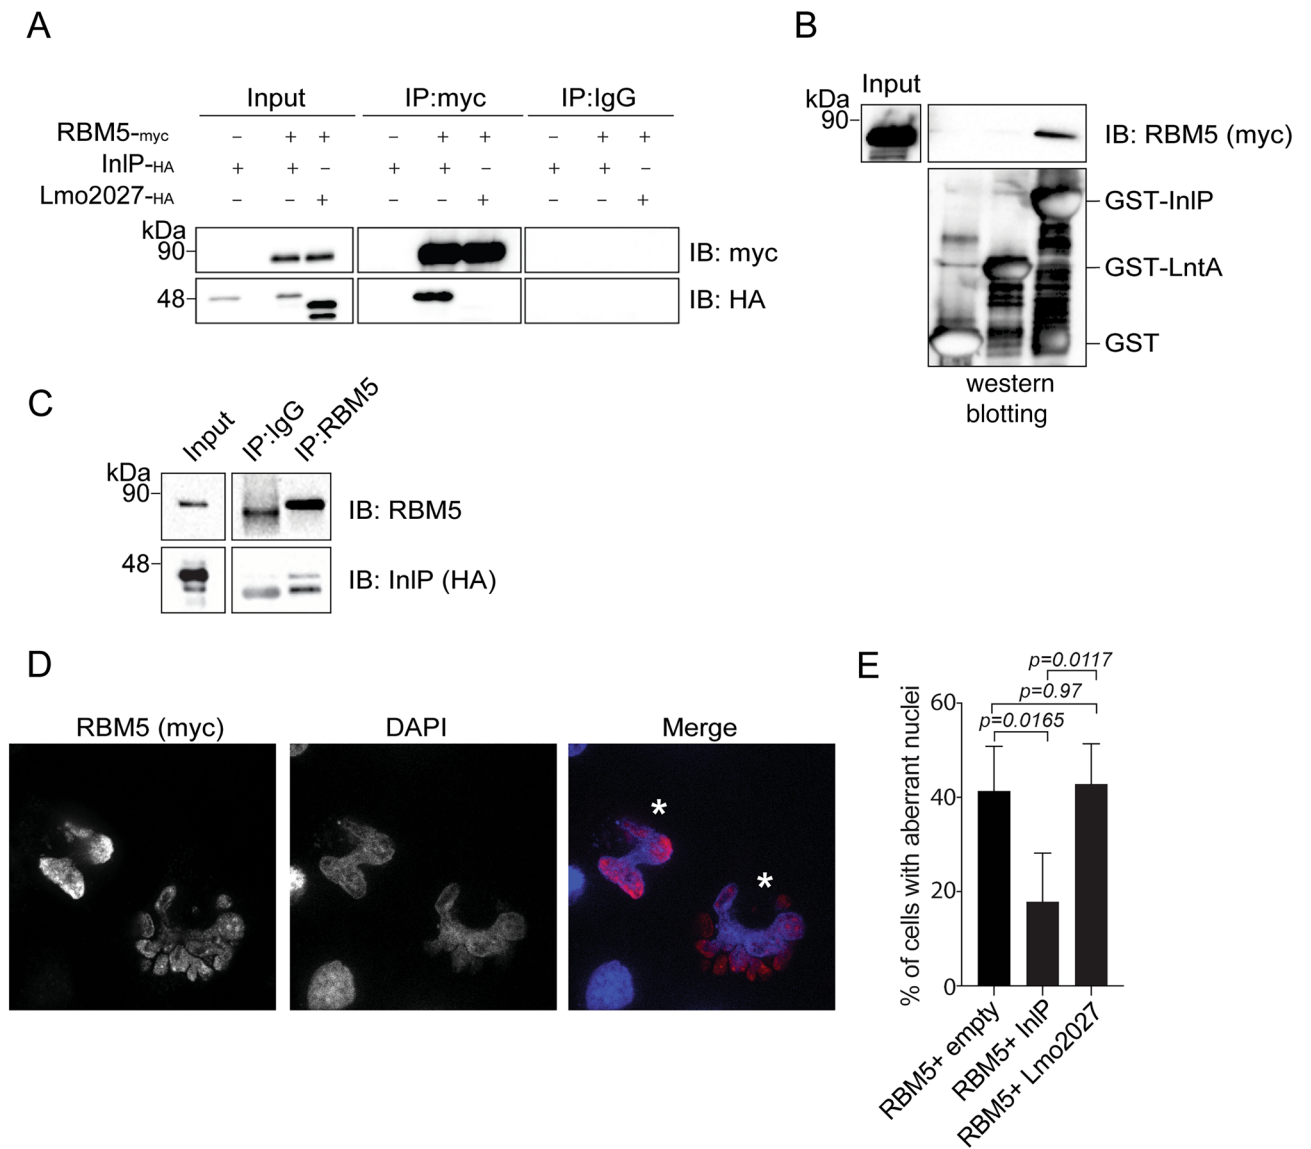 A
Input IP:myc IP:IgG
RBM5-myc – + + – + + – + +
InlP-HA + + – + + – + + –
Lmo2027-HA – – + – – + – – +
kDa
90 IB: myc
48 IB: HA
B
Input
kDa
90 IB: RBM5 (myc)
GST-InlP
GST-LntA
GST
western
blotting
C
Input IP:IgG IP:RBM5
kDa
90 IB: RBM5
48 IB: InlP (HA)
D
RBM5 (myc) DAPI Merge
*
*
E
p=0.0117
p=0.97
p=0.0165
% of cells with aberrant nuclei
60
40
20
0
RBM5+ empty
RBM5+ InlP
RBM5+ Lmo2027